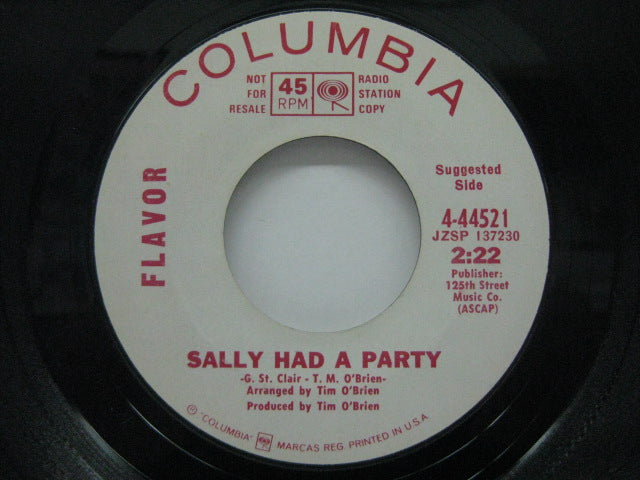 COLUMBIA
NOT FOR RESALE
45 RPM
RADIO STATION COPY
FLAVOR
Suggested Side
4-44521
JZSP 137230
2:22
Publisher:
125th Street
Music Co.
(ASCAP)
SALLY HAD A PARTY
-G. St. Clair - T. M. O'Brien-
Arranged by Tim O'Brien
Produced by Tim O'Brien
℗ "COLUMBIA" MARCAS REG. PRINTED IN U.S.A.